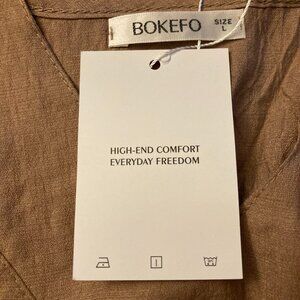 BOKEFO
SIZE
L
HIGH-END COMFORT
EVERYDAY FREEDOM